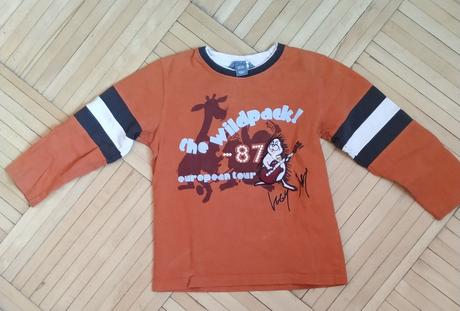 the wildpack!
...87
european tour